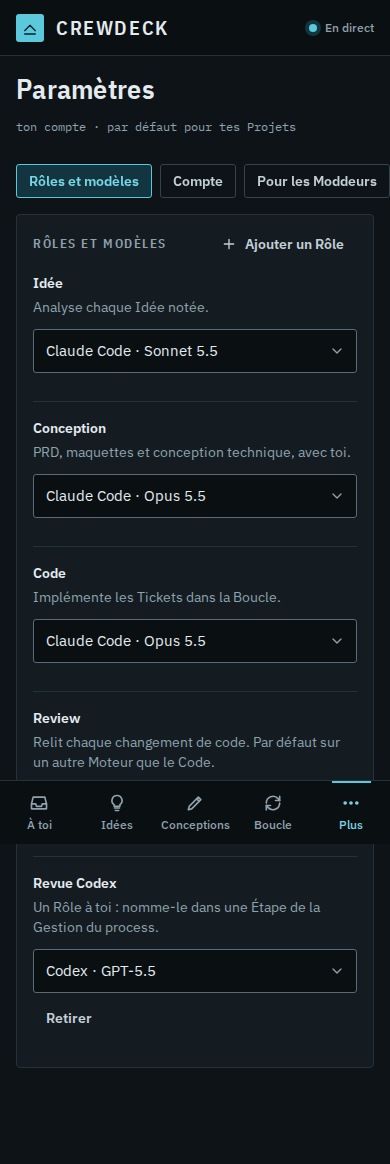 CREWDECK
En direct
Paramètres
ton compte · par défaut pour tes Projets
Rôles et modèles
Compte
Pour les Moddeurs
RÔLES ET MODÈLES
Ajouter un Rôle
Idée
Analyse chaque Idée notée.
Claude Code · Sonnet 5.5
Conception
PRD, maquettes et conception technique, avec toi.
Claude Code · Opus 5.5
Code
Implémente les Tickets dans la Boucle.
Claude Code · Opus 5.5
Review
Relit chaque changement de code. Par défaut sur
un autre Moteur que le Code.
À toi
Idées
Conceptions
Boucle
Plus
Revue Codex
Un Rôle à toi : nomme-le dans une Étape de la
Gestion du process.
Codex · GPT-5.5
Retirer